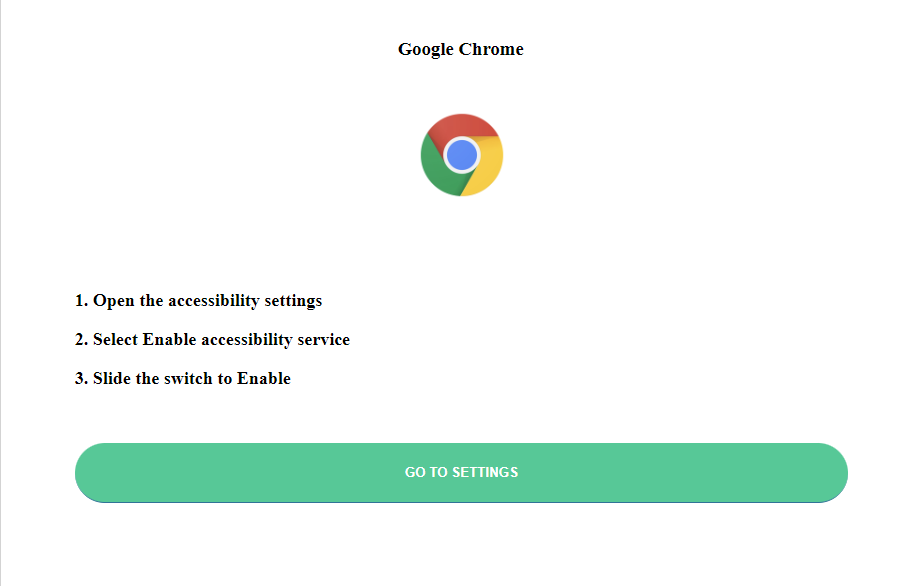 Google Chrome
1. Open the accessibility settings
2. Select Enable accessibility service
3. Slide the switch to Enable
GO TO SETTINGS